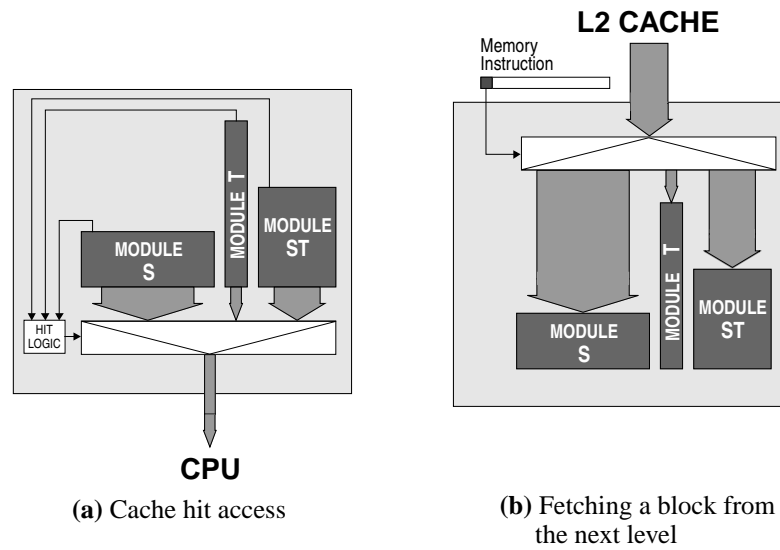 MODULE
S
MODULE T
MODULE
ST
HIT
LOGIC
CPU
(a) Cache hit access
L2 CACHE
Memory
Instruction
MODULE
S
MODULE T
MODULE
ST
(b) Fetching a block from
the next level